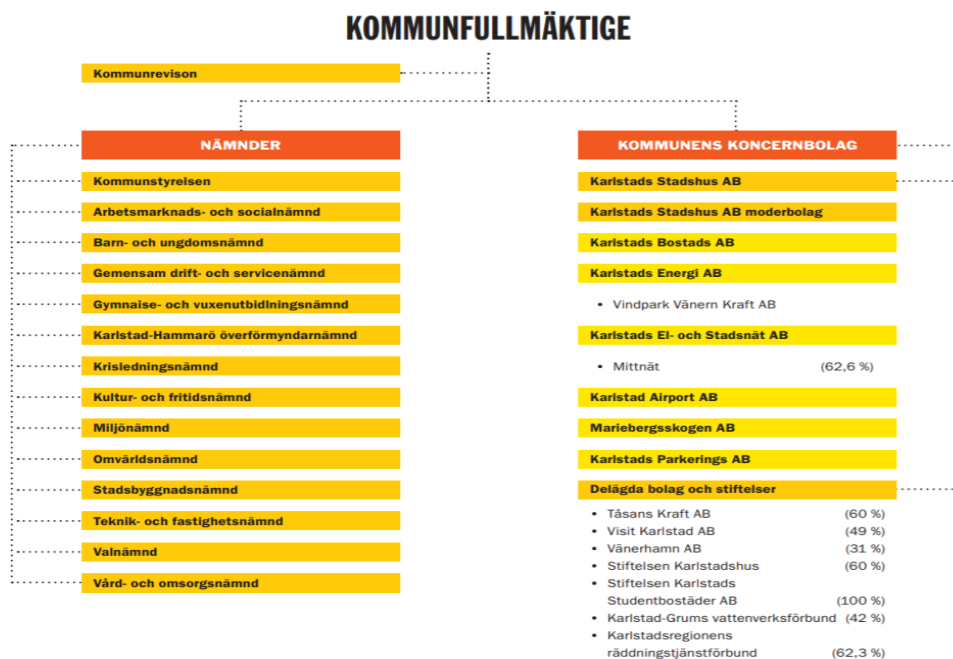 KOMMUNFULLMÄKTIGE
Kommunrevison
NÄMNDER
Kommunstyrelsen
Arbetsmarknads- och socialnämnd
Barn- och ungdomsnämnd
Gemensam drift- och servicenämnd
Gymnaise- och vuxenutbidlningsnämnd
Karlstad-Hammarö överförmyndarnämnd
Krisledningsnämnd
Kultur- och fritidsnämnd
Miljönämnd
Omvärldsnämnd
Stadsbyggnadsnämnd
Teknik- och fastighetsnämnd
Valnämnd
Vård- och omsorgsnämnd
KOMMUNENS KONCERNBOLAG
Karlstads Stadshus AB
Karlstads Stadshus AB moderbolag
Karlstads Bostads AB
Karlstads Energi AB
• Vindpark Vänern Kraft AB
Karlstads El- och Stadsnät AB
• Mittnät (62,6 %)
Karlstad Airport AB
Mariebergsskogen AB
Karlstads Parkerings AB
Delägda bolag och stiftelser
• Tåsans Kraft AB (60 %)
• Visit Karlstad AB (49 %)
• Vänerhamn AB (31 %)
• Stiftelsen Karlstadshus (60 %)
• Stiftelsen Karlstads
Studentbostäder AB (100 %)
• Karlstad-Grums vattenverksförbund (42 %)
• Karlstadsregionens
räddningstjänstförbund (62,3 %)